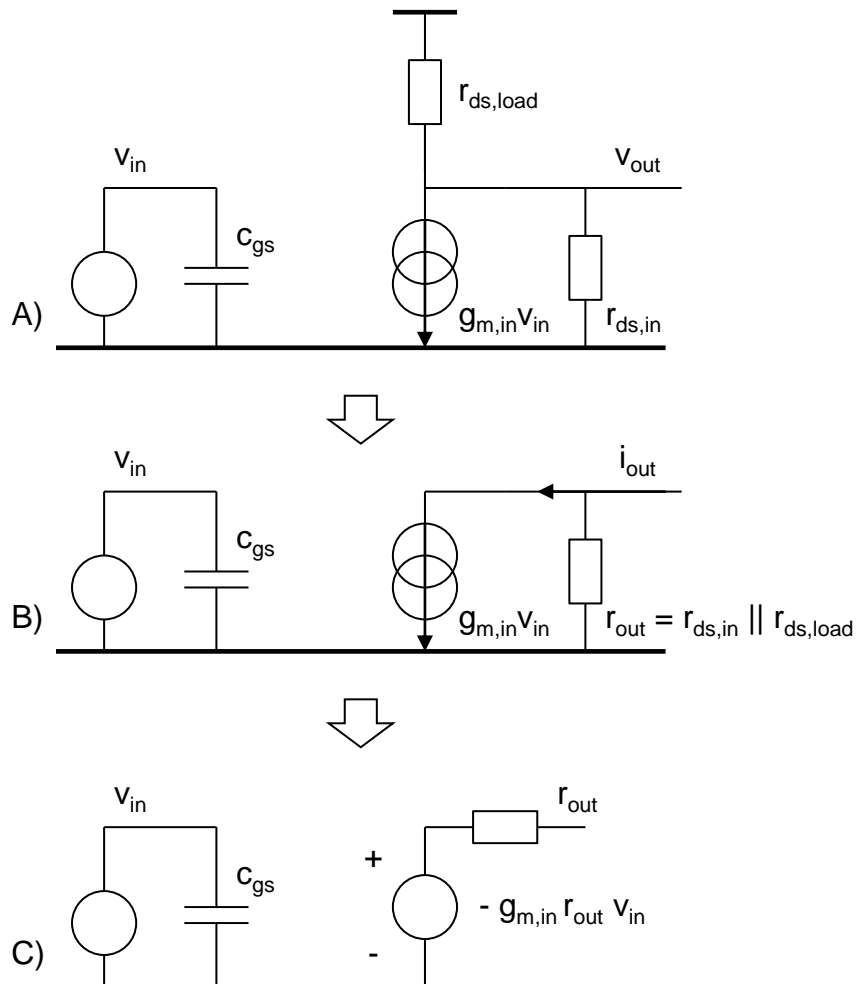 r_ds,load
v_in
v_out
c_gs
A)
g_m,in v_in
r_ds,in
v_in
i_out
c_gs
B)
g_m,in v_in
r_out = r_ds,in || r_ds,load
v_in
r_out
+
c_gs
- g_m,in r_out v_in
C)
-